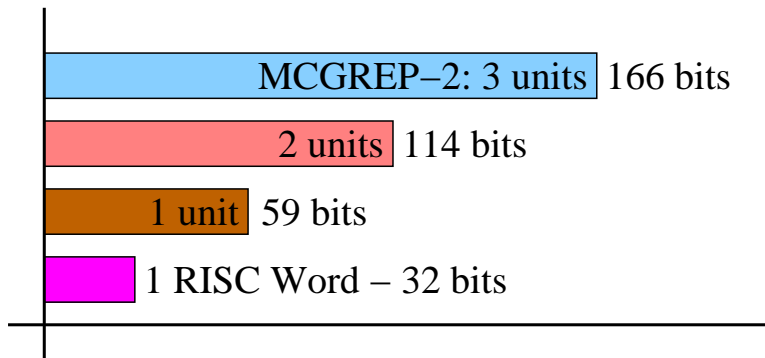 MCGREP–2: 3 units 166 bits
2 units 114 bits
1 unit 59 bits
1 RISC Word – 32 bits